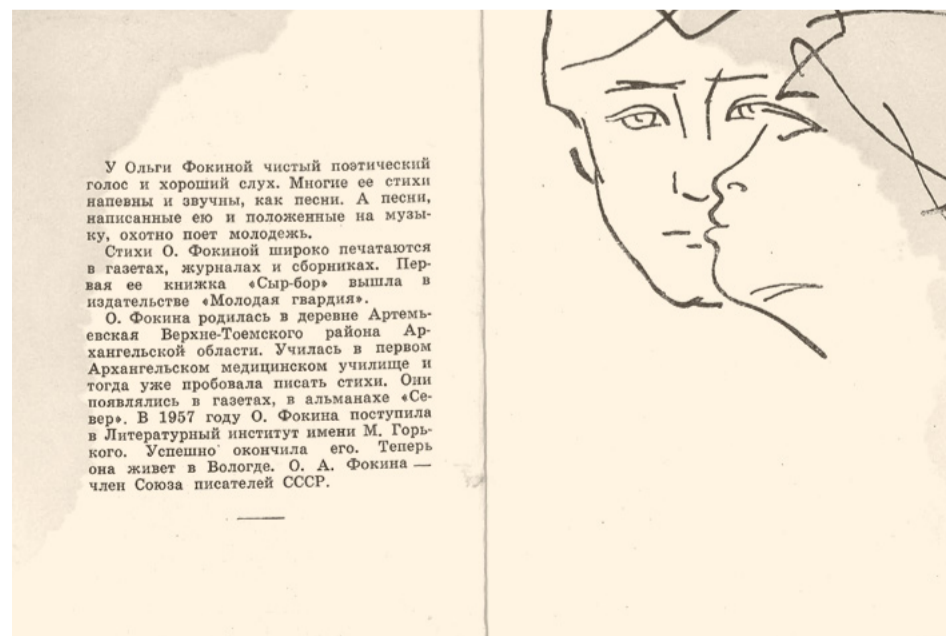 У Ольги Фокиной чистый поэтический
голос и хороший слух. Многие ее стихи
напевны и звучны, как песни. А песни,
написанные ею и положенные на музы-
ку, охотно поет молодежь.
Стихи О. Фокиной широко печатаются
в газетах, журналах и сборниках. Пер-
вая ее книжка «Сыр-бор» вышла в
издательстве «Молодая гвардия».
О. Фокина родилась в деревне Артемь-
евская Верхне-Тоемского района Ар-
хангельской области. Училась в первом
Архангельском медицинском училище и
тогда уже пробовала писать стихи. Они
появлялись в газетах, в альманахе «Се-
вер». В 1957 году О. Фокина поступила
в Литературный институт имени М. Горь-
кого. Успешно окончила его. Теперь
она живет в Вологде. О. А. Фокина —
член Союза писателей СССР.